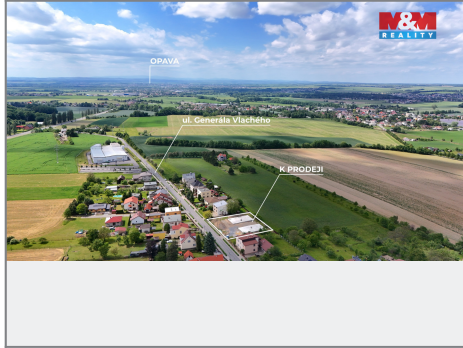 M&M
REALITY
OPAVA
ul. Generála Vlachého
K PRODEJI